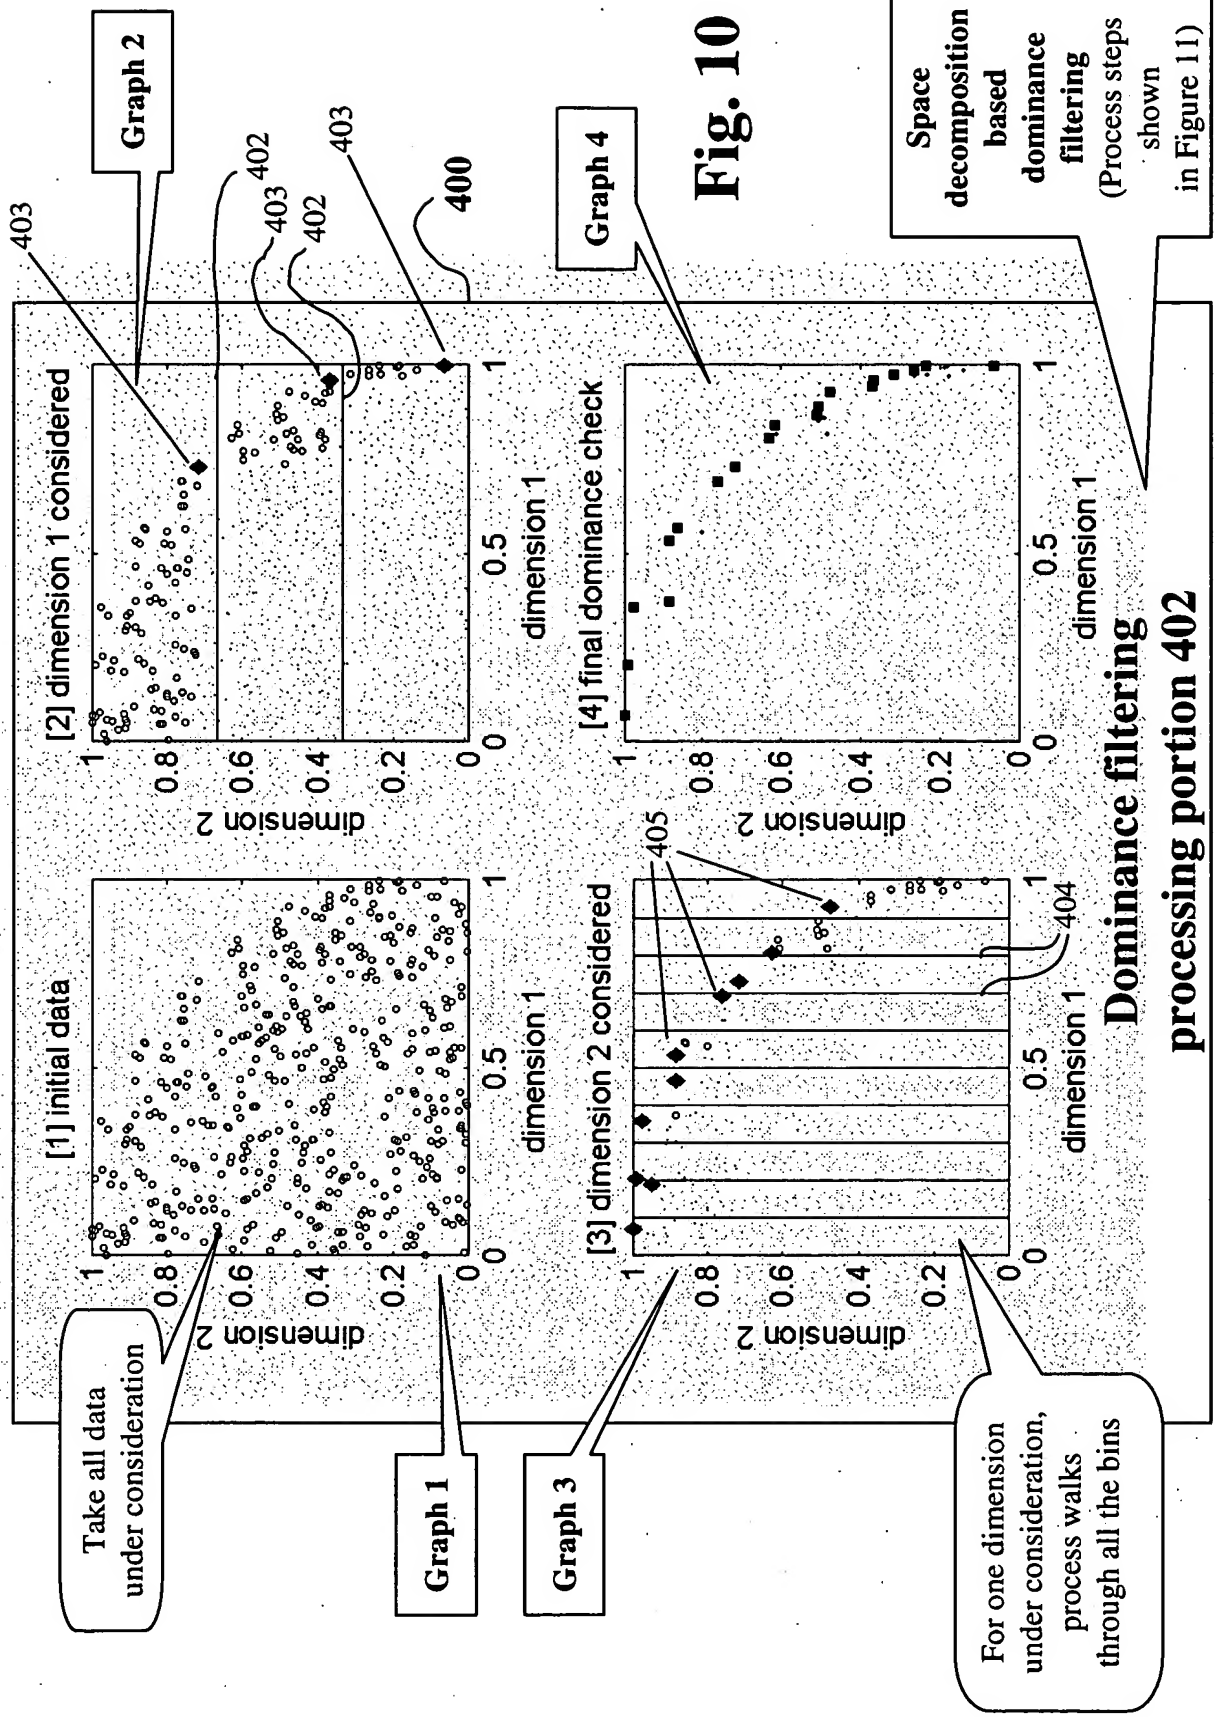 Take all data
under consideration
Graph 1
[1] initial data
dimension 2
1
0.8
0.6
0.4
0.2
0
0
0.5
1
dimension 1
403
Graph 2
402
403
402
403
400
[2] dimension 1 considered
dimension 2
1
0.8
0.6
0.4
0.2
0
0
0.5
1
dimension 1
Graph 3
[3] dimension 2 considered
dimension 2
1
0.8
0.6
0.4
0.2
0
0
0.5
1
dimension 1
405
404
For one dimension
under consideration,
process walks
through all the bins
Graph 4
[4] final dominance check
dimension 2
1
0.8
0.6
0.4
0.2
0
0
0.5
1
dimension 1
Fig. 10
Dominance filtering
processing portion 402
Space
decomposition
based
dominance
filtering
(Process steps
shown
in Figure 11)